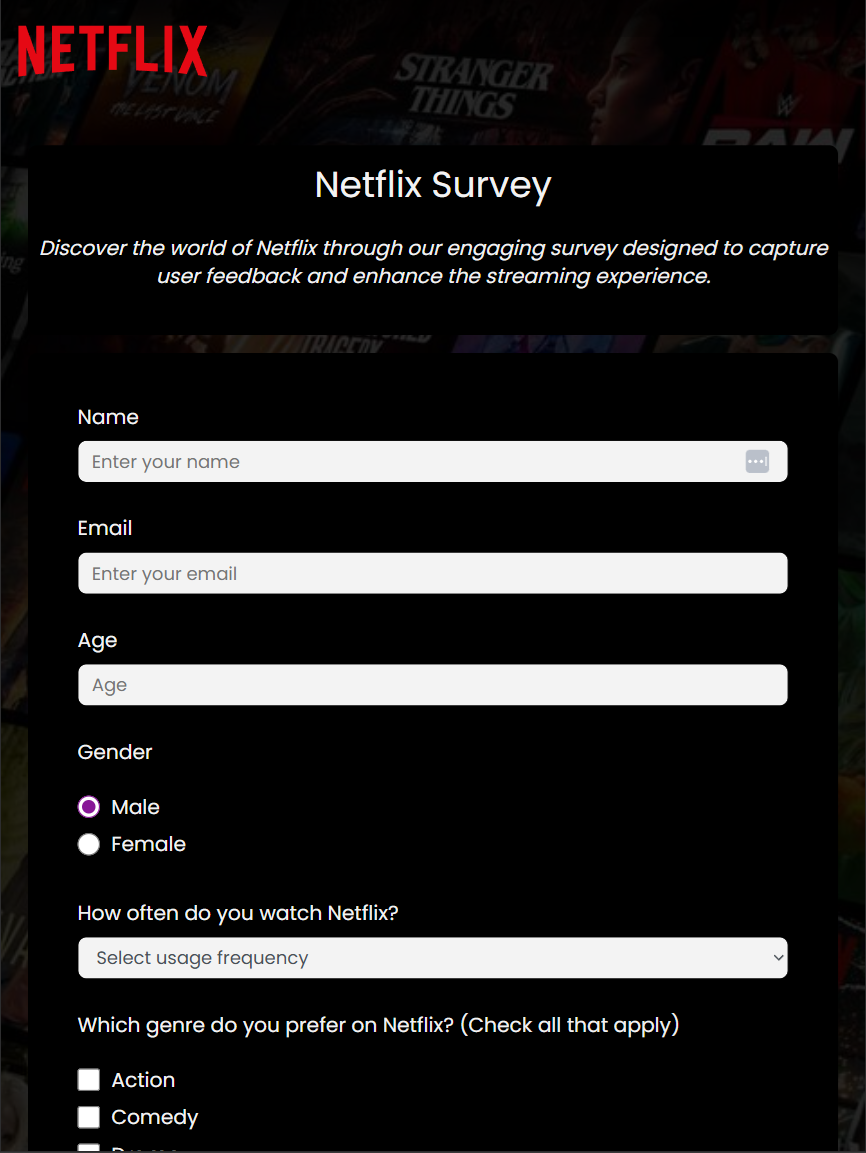 NETFLIX
VENOM
THE LAST DANCE
STRANGER
THINGS
W
RAW
Netflix Survey
Discover the world of Netflix through our engaging survey designed to capture
user feedback and enhance the streaming experience.
TRAGEDY
Name
Enter your name
Email
Enter your email
Age
Age
Gender
Male
Female
How often do you watch Netflix?
Select usage frequency
Which genre do you prefer on Netflix? (Check all that apply)
Action
Comedy